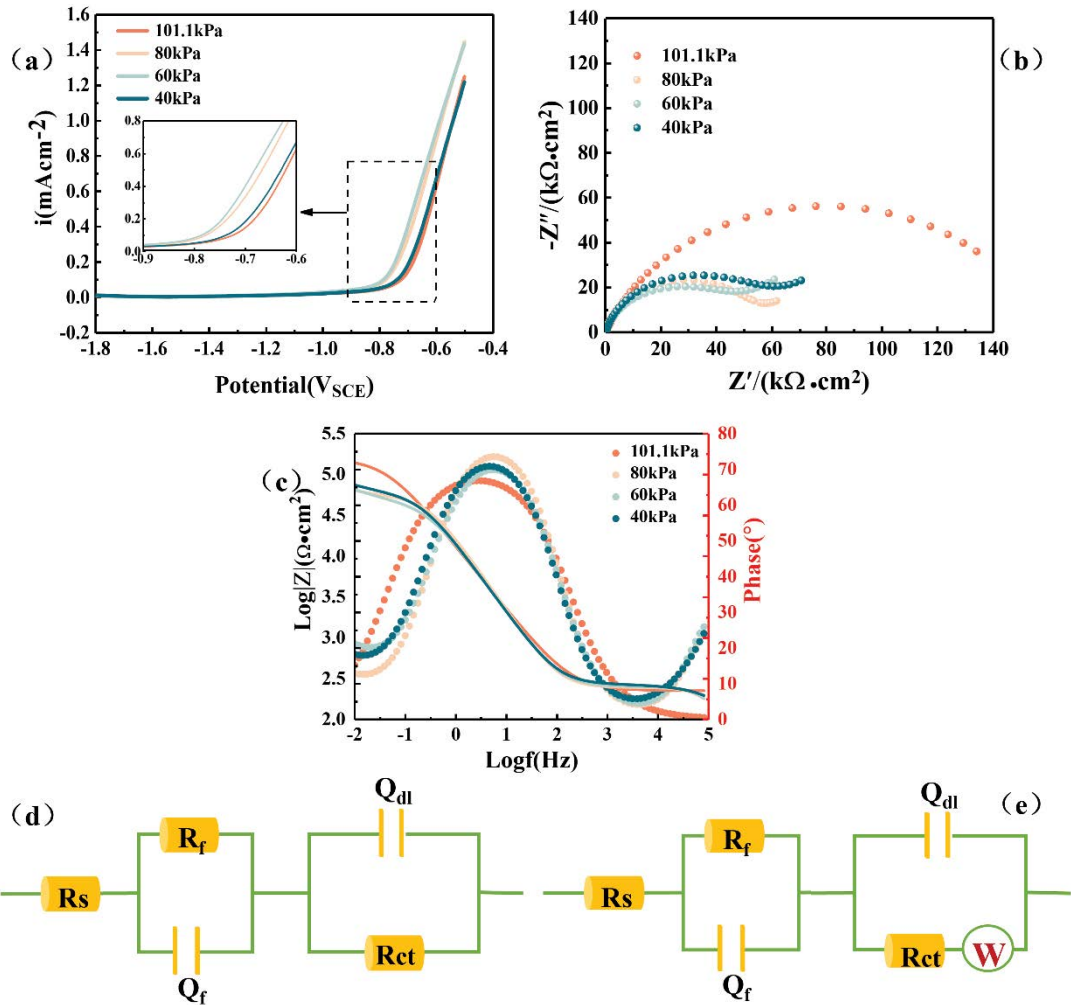 (a)
101.1kPa
80kPa
60kPa
40kPa
i(mAcm-2)
1.6
1.4
1.2
1.0
0.8
0.6
0.4
0.2
0.0
-0.2
0.8
0.6
0.4
0.2
0.0
-0.9 -0.8 -0.7 -0.6
-1.8 -1.6 -1.4 -1.2 -1.0 -0.8 -0.6 -0.4
Potential(VSCE)
(b)
101.1kPa
80kPa
60kPa
40kPa
-Z″/(kΩ•cm²)
140
120
100
80
60
40
20
0
0 20 40 60 80 100 120 140
Z′/(kΩ•cm²)
(c)
101.1kPa
80kPa
60kPa
40kPa
Log|Z|(Ω•cm²)
5.5
5.0
4.5
4.0
3.5
3.0
2.5
2.0
Phase(°)
80
70
60
50
40
30
20
10
0
-2 -1 0 1 2 3 4 5
Logf(Hz)
(d)
Rs
Rf
Qf
Qdl
Rct
(e)
Rs
Rf
Qf
Qdl
Rct
W